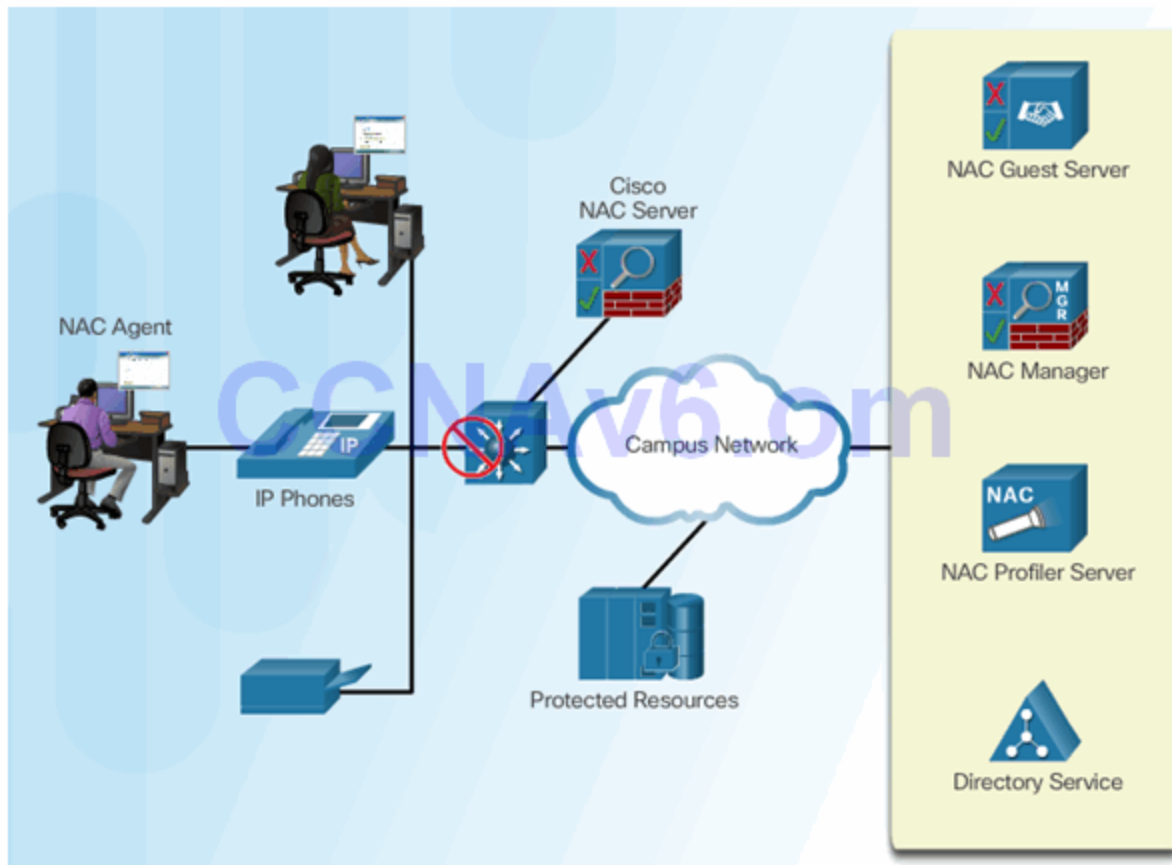 NAC Guest Server
Cisco
NAC Server
MGR
NAC Agent
NAC Manager
CCNAv6.om
IP
Campus Network
IP Phones
NAC
NAC Profiler Server
Protected Resources
Directory Service